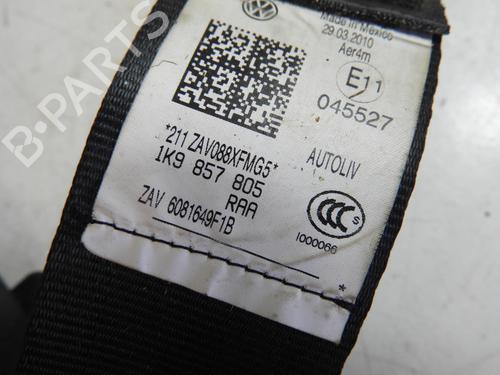 Made in Mexico
29.03.2010
Aer4m
E11
045527
*211 ZAV088XFMG5*
1K9 857 805
RAA
AUTOLIV
ZAV 6081649F1B
CCC S
I000066
*
B-PARTS